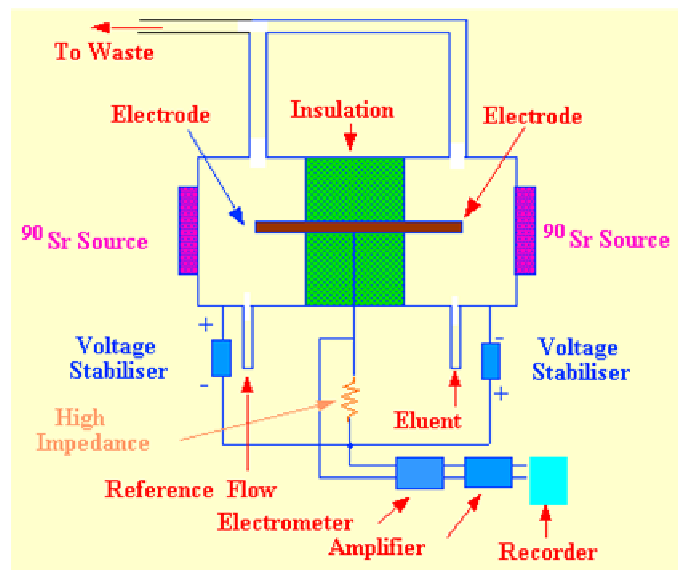 To Waste
Electrode
Insulation
Electrode
90 Sr Source
90 Sr Source
+
-
Voltage
Stabiliser
-
+
Voltage
Stabiliser
High
Impedance
Eluent
Reference Flow
Electrometer
Amplifier
Recorder